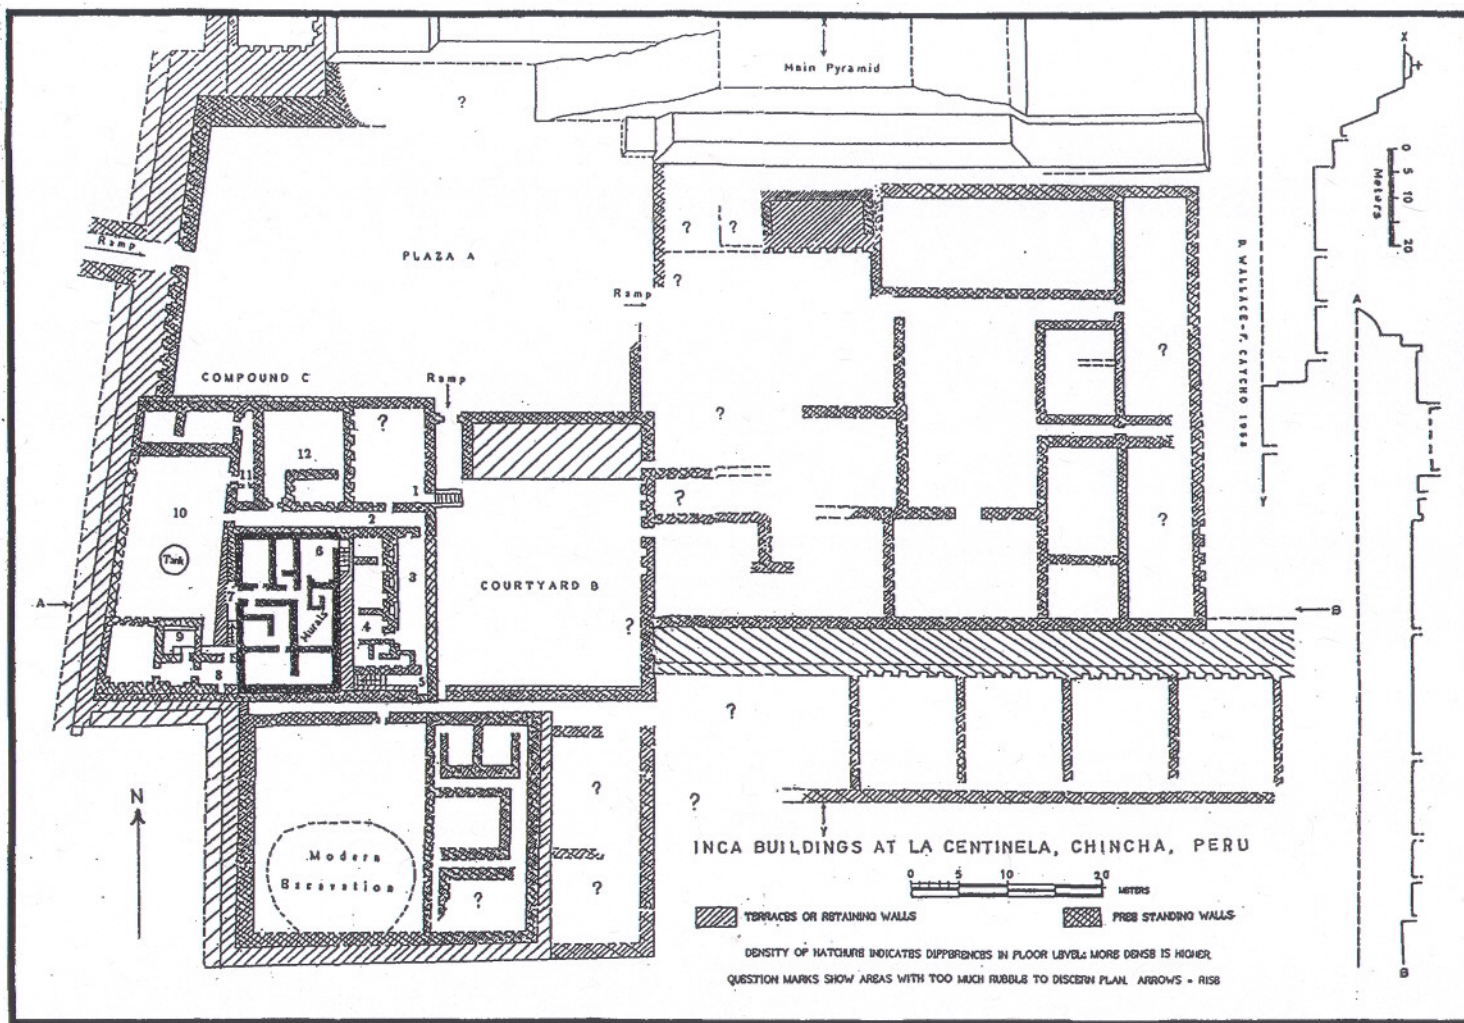 X
Main Pyramid
X
+
?
0
5
10
20
Meters
D. WALLACE-F. CAYCHO 1958
Ramp
PLAZA A
?
?
?
Ramp
A
?
COMPOUND C
Ramp
?
?
12
11
1
?
Y
10
2
?
6
Tank
3
COURTYARD B
A
7
Murals
4
?
B
9
8
5
?
?
?
N
Y
Modern
Excavation
?
?
INCA BUILDINGS AT LA CENTINELA, CHINCHA, PERU
0 5 10 20
METERS
TERRACES OR RETAINING WALLS
FREE STANDING WALLS
DENSITY OF HATCHURE INDICATES DIFFERENCES IN FLOOR LEVEL: MORE DENSE IS HIGHER
QUESTION MARKS SHOW AREAS WITH TOO MUCH RUBBLE TO DISCERN PLAN. ARROWS = RISE
B